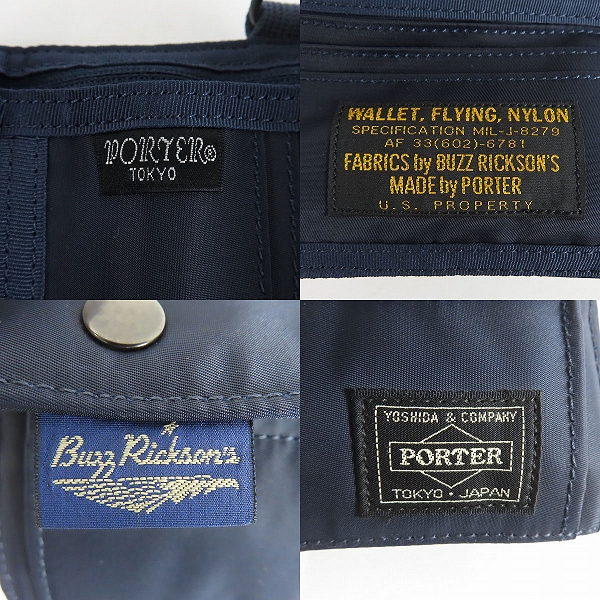 PORTER®
TOKYO
WALLET, FLYING, NYLON
SPECIFICATION MIL-J-8279
AF 33(602)-6781
FABRICS by BUZZ RICKSON'S
MADE by PORTER
U.S. PROPERTY
Buzz Rickson's
YOSHIDA & COMPANY
PORTER
TOKYO・JAPAN